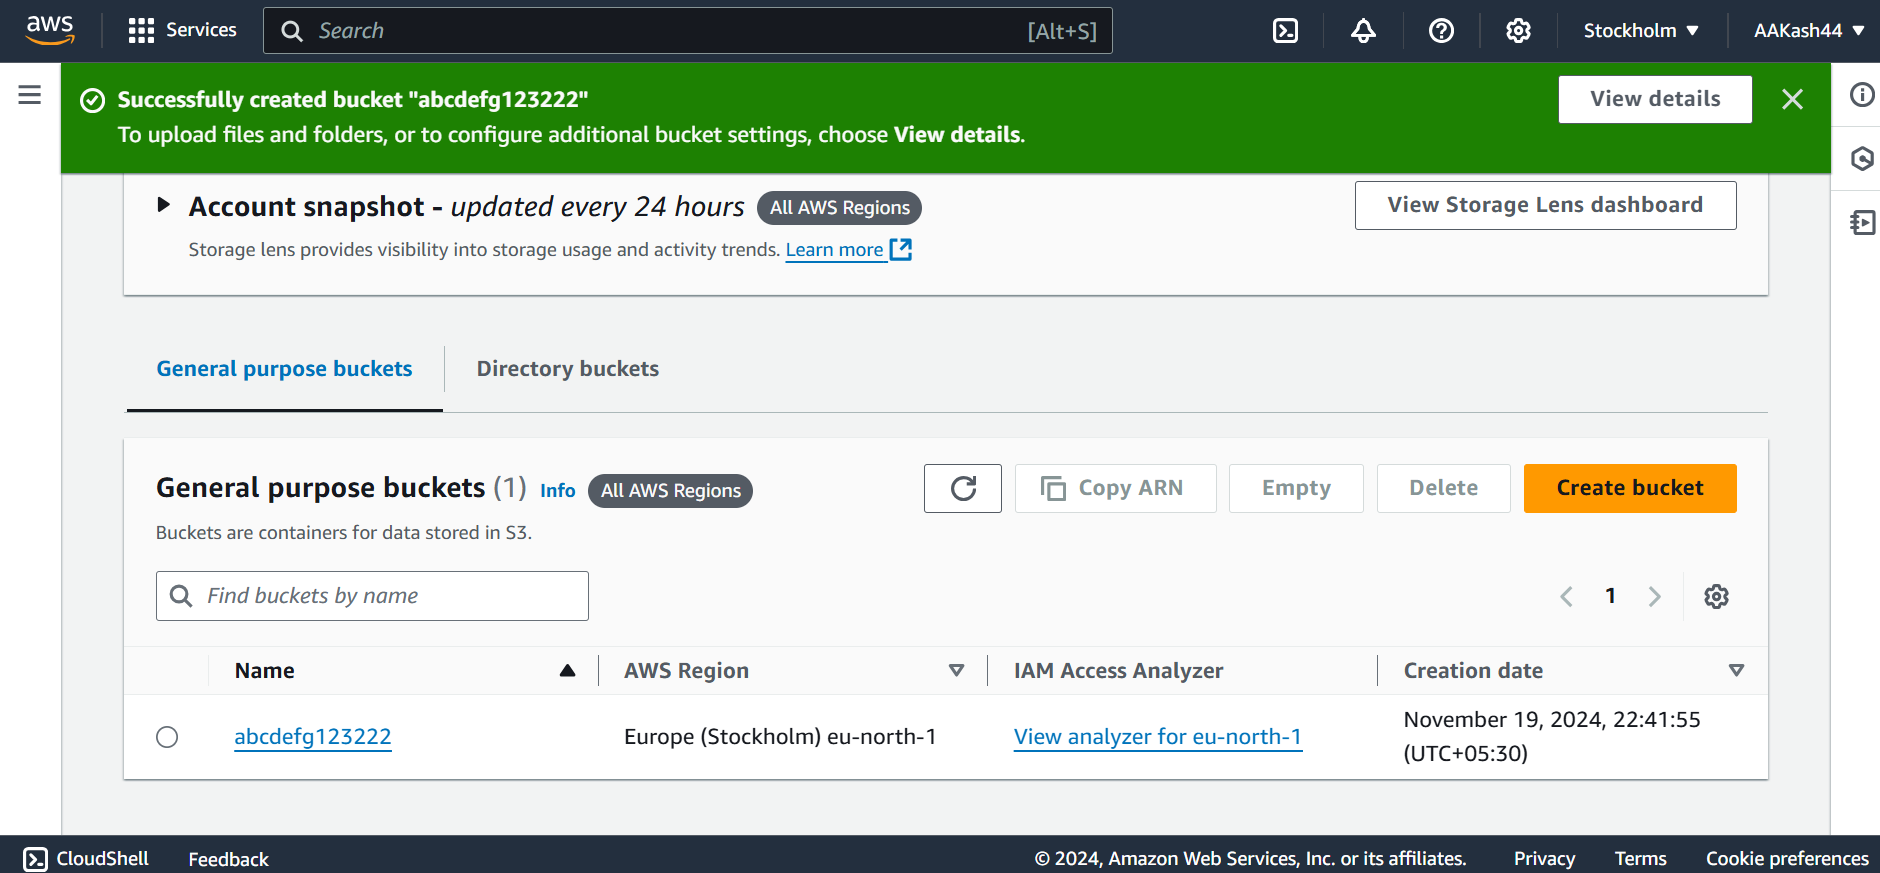 aws Services Search [Alt+S] Stockholm AAKash44
Successfully created bucket "abcdefg123222"
View details
To upload files and folders, or to configure additional bucket settings, choose View details.
Account snapshot - updated every 24 hours All AWS Regions
View Storage Lens dashboard
Storage lens provides visibility into storage usage and activity trends. Learn more
General purpose buckets Directory buckets
General purpose buckets (1) Info All AWS Regions
Copy ARN Empty Delete Create bucket
Buckets are containers for data stored in S3.
Find buckets by name
1
Name AWS Region IAM Access Analyzer Creation date
abcdefg123222 Europe (Stockholm) eu-north-1 View analyzer for eu-north-1 November 19, 2024, 22:41:55
(UTC+05:30)
CloudShell Feedback © 2024, Amazon Web Services, Inc. or its affiliates. Privacy Terms Cookie preferences